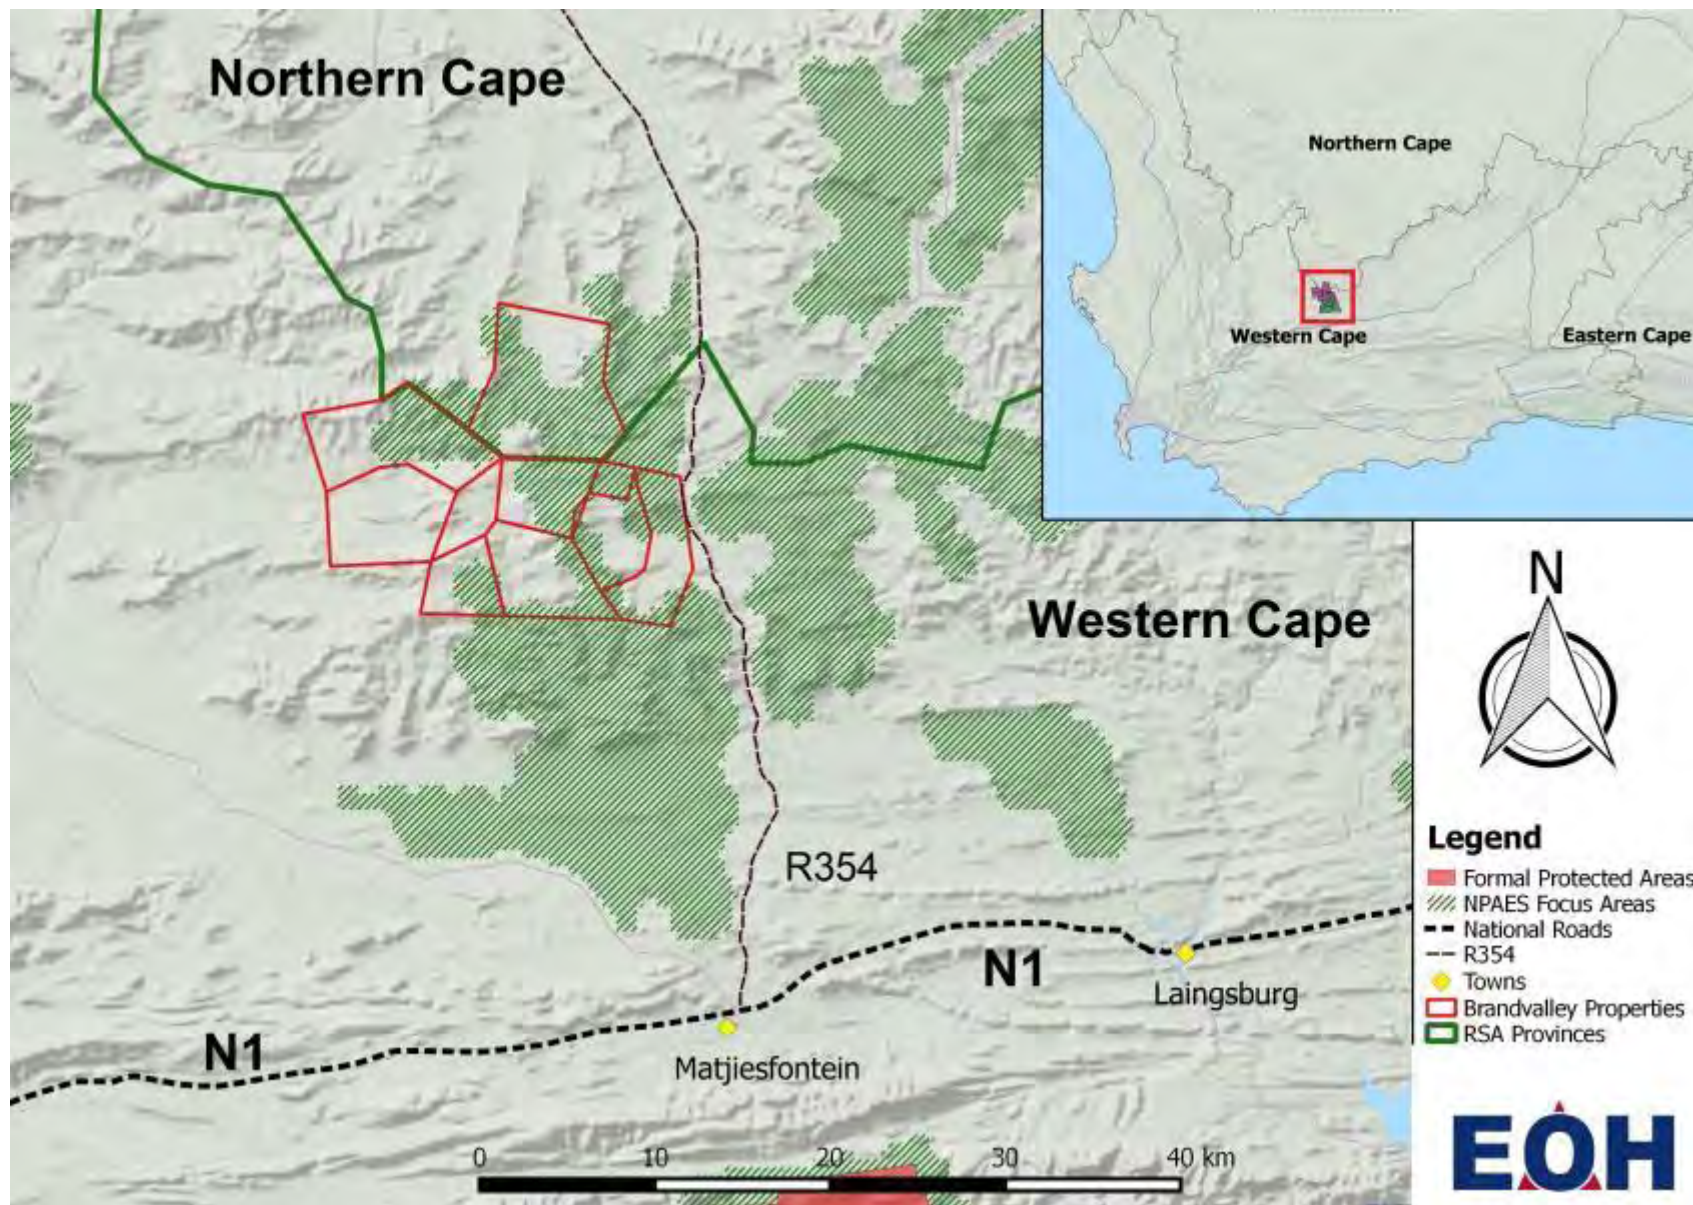 Northern Cape
Northern Cape
Western Cape
Eastern Cape
Western Cape
N
R354
N1
Laingsburg
N1
Matjiesfontein
0 10 20 30 40 km
Legend
Formal Protected Areas
NPAES Focus Areas
National Roads
R354
Towns
Brandvalley Properties
RSA Provinces
EOH